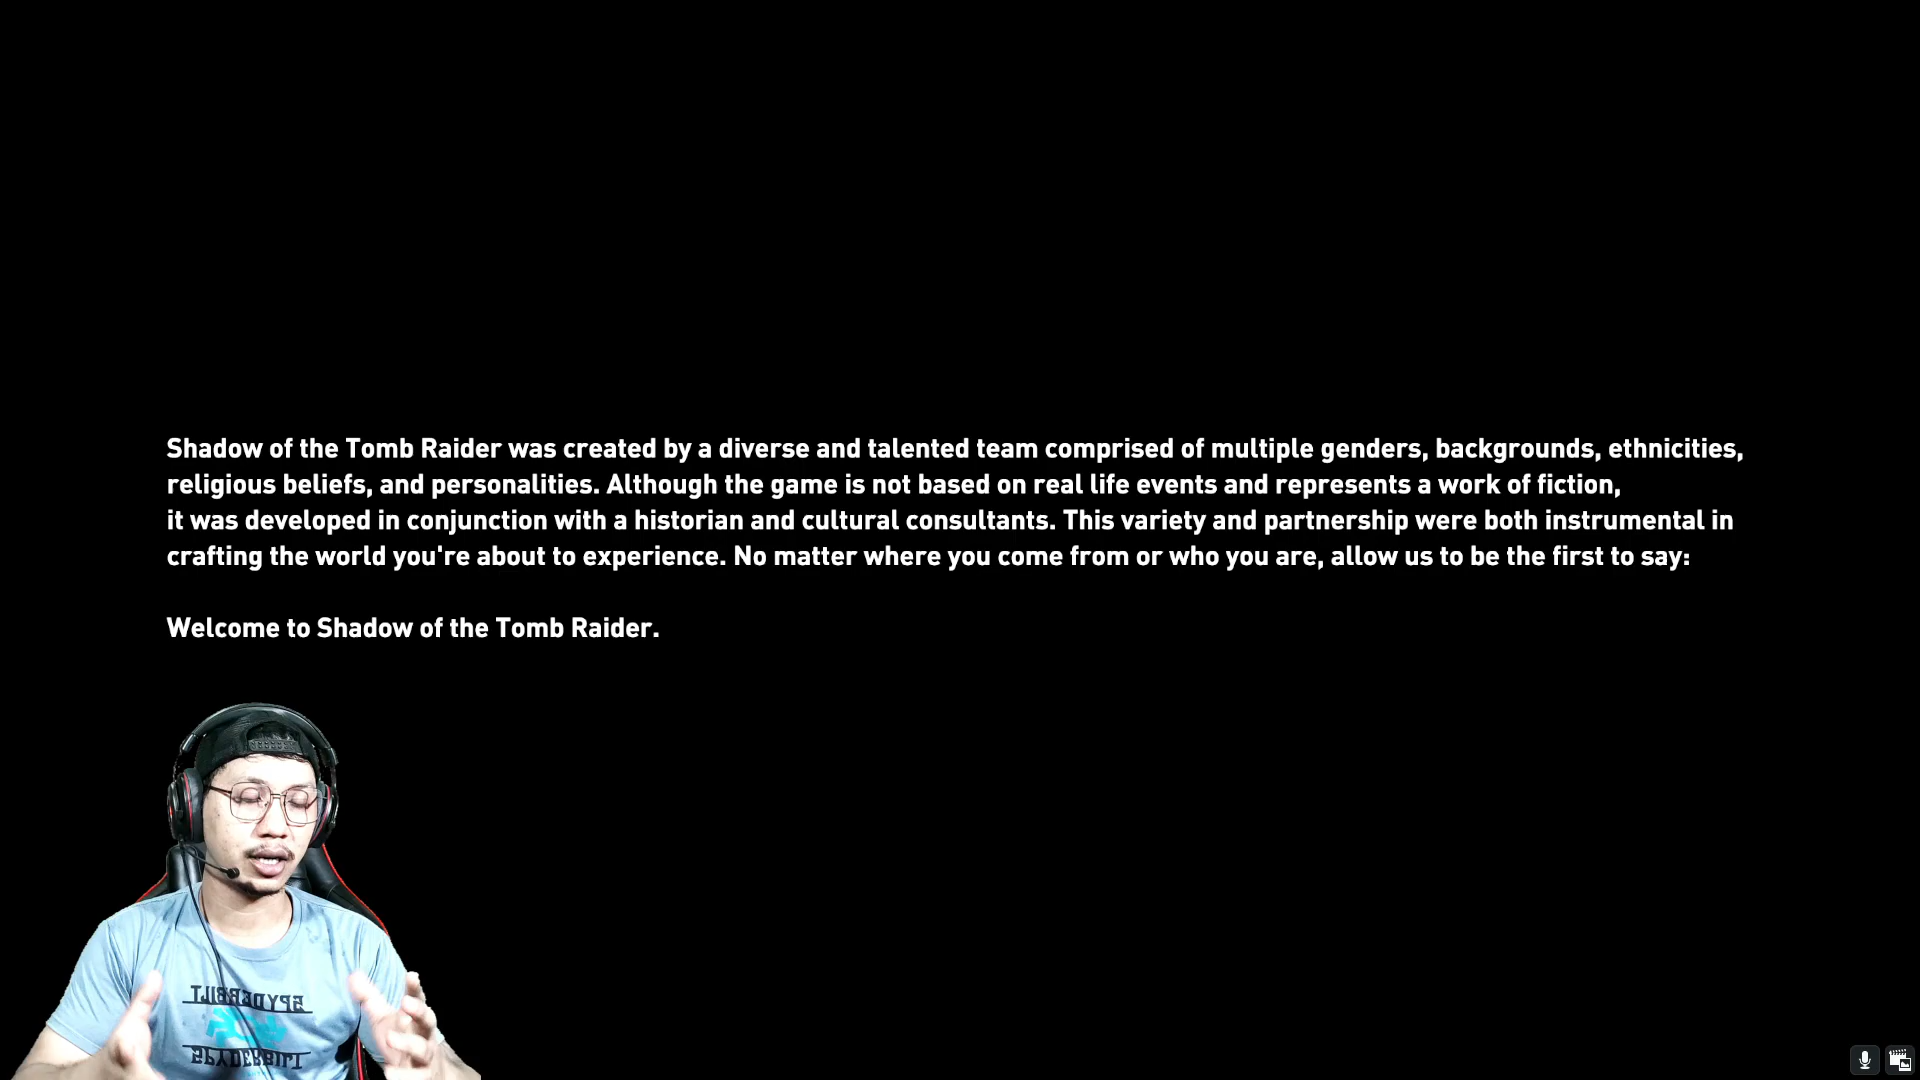 Shadow of the Tomb Raider was created by a diverse and talented team comprised of multiple genders, backgrounds, ethnicities,
religious beliefs, and personalities. Although the game is not based on real life events and represents a work of fiction,
it was developed in conjunction with a historian and cultural consultants. This variety and partnership were both instrumental in
crafting the world you're about to experience. No matter where you come from or who you are, allow us to be the first to say:
Welcome to Shadow of the Tomb Raider.
SPYDERBILT
SPYDERBILT